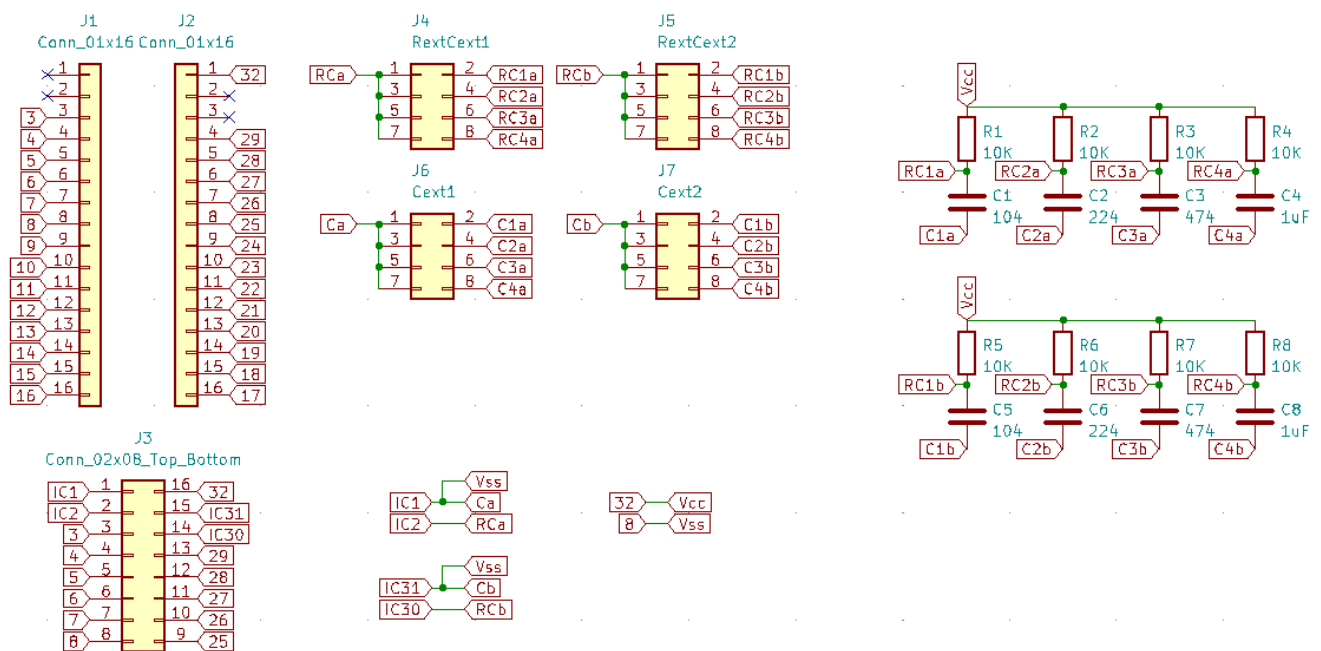 J1 J2
Conn_01x16 Conn_01x16
1
2
3 3
4 4
5 5
6 6
7 7
8 8
9 9
10 10
11 11
12 12
13 13
14 14
15 15
16 16
1 32
2
3
4 29
5 28
6 27
7 26
8 25
9 24
10 23
11 22
12 21
13 20
14 19
15 18
16 17
J4
RextCext1
RCa 1 2 RC1a
3 4 RC2a
5 6 RC3a
7 8 RC4a
J5
RextCext2
RCb 1 2 RC1b
3 4 RC2b
5 6 RC3b
7 8 RC4b
J6
Cext1
Ca 1 2 C1a
3 4 C2a
5 6 C3a
7 8 C4a
J7
Cext2
Cb 1 2 C1b
3 4 C2b
5 6 C3b
7 8 C4b
Vcc
R1 R2 R3 R4
10K 10K 10K 10K
RC1a RC2a RC3a RC4a
C1 C2 C3 C4
104 224 474 1uF
C1a C2a C3a C4a
Vcc
R5 R6 R7 R8
10K 10K 10K 10K
RC1b RC2b RC3b RC4b
C5 C6 C7 C8
104 224 474 1uF
C1b C2b C3b C4b
J3
Conn_02x08_Top_Bottom
IC1 1 16 32
IC2 2 15 IC31
3 3 14 IC30
4 4 13 29
5 5 12 28
6 6 11 27
7 7 10 26
8 8 9 25
Vss
IC1 Ca
IC2 RCa
Vss
IC31 Cb
IC30 RCb
32 Vcc
8 Vss